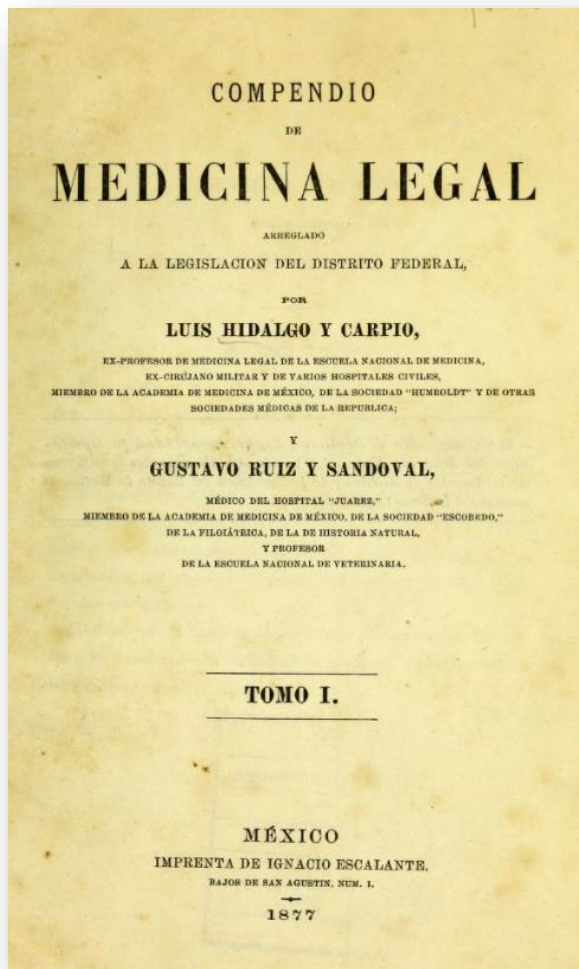 COMPENDIO
DE
MEDICINA LEGAL
ARREGLADO
A LA LEGISLACION DEL DISTRITO FEDERAL,
POR
LUIS HIDALGO Y CARPIO,
EX-PROFESOR DE MEDICINA LEGAL DE LA ESCUELA NACIONAL DE MEDICINA,
EX-CIRUJANO MILITAR Y DE VARIOS HOSPITALES CIVILES,
MIEMBRO DE LA ACADEMIA DE MEDICINA DE MÉXICO, DE LA SOCIEDAD "HUMBOLDT" Y DE OTRAS
SOCIEDADES MÉDICAS DE LA REPUBLICA;
Y
GUSTAVO RUIZ Y SANDOVAL,
MÉDICO DEL HOSPITAL "JUAREZ,"
MIEMBRO DE LA ACADEMIA DE MEDICINA DE MÉXICO, DE LA SOCIEDAD "ESCOBEDO,"
DE LA FILOIÁTRICA, DE LA DE HISTORIA NATURAL,
Y PROFESOR
DE LA ESCUELA NACIONAL DE VETERINARIA.
TOMO I.
MÉXICO
IMPRENTA DE IGNACIO ESCALANTE,
BAJOS DE SAN AGUSTIN, NUM. 1.
1877